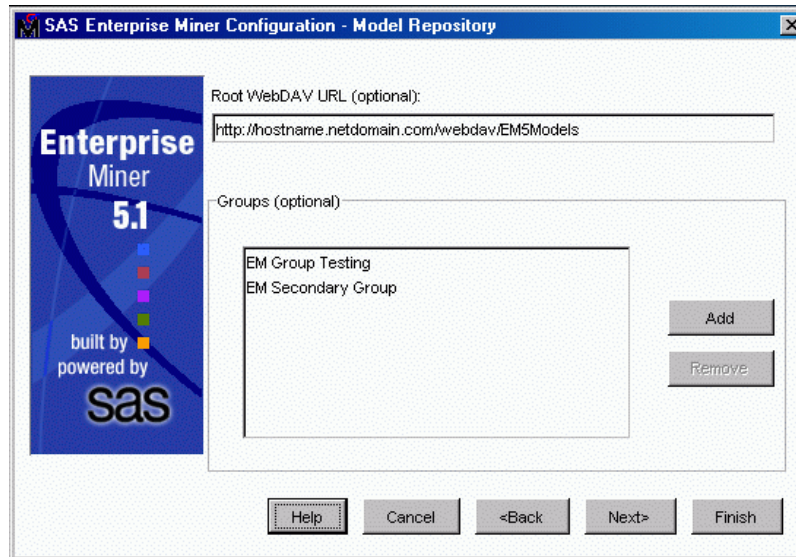 SAS Enterprise Miner Configuration - Model Repository
Enterprise
Miner
5.1
built by
powered by
sas
Root WebDAV URL (optional):
http://hostname.netdomain.com/webdav/EM5Models
Groups (optional)
EM Group Testing
EM Secondary Group
Add
Remove
Help
Cancel
<Back
Next>
Finish